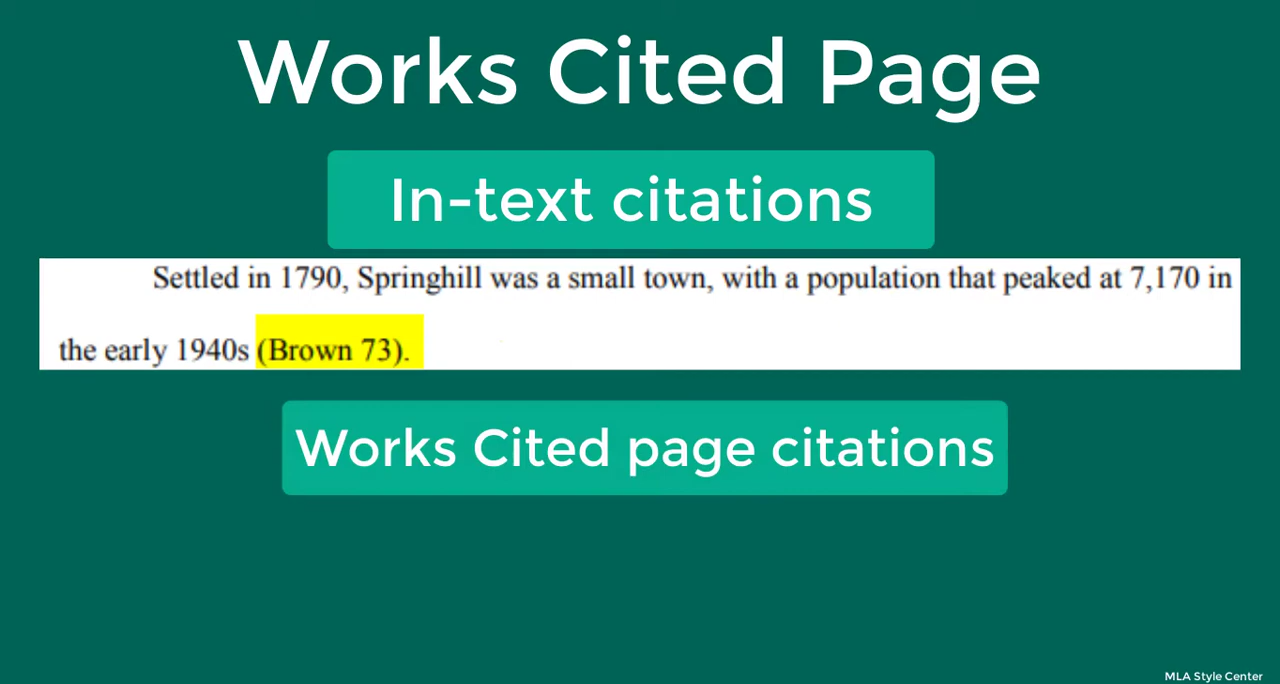 Works Cited Page
In-text citations
Settled in 1790, Springhill was a small town, with a population that peaked at 7,170 in
the early 1940s (Brown 73).
Works Cited page citations
MLA Style Center